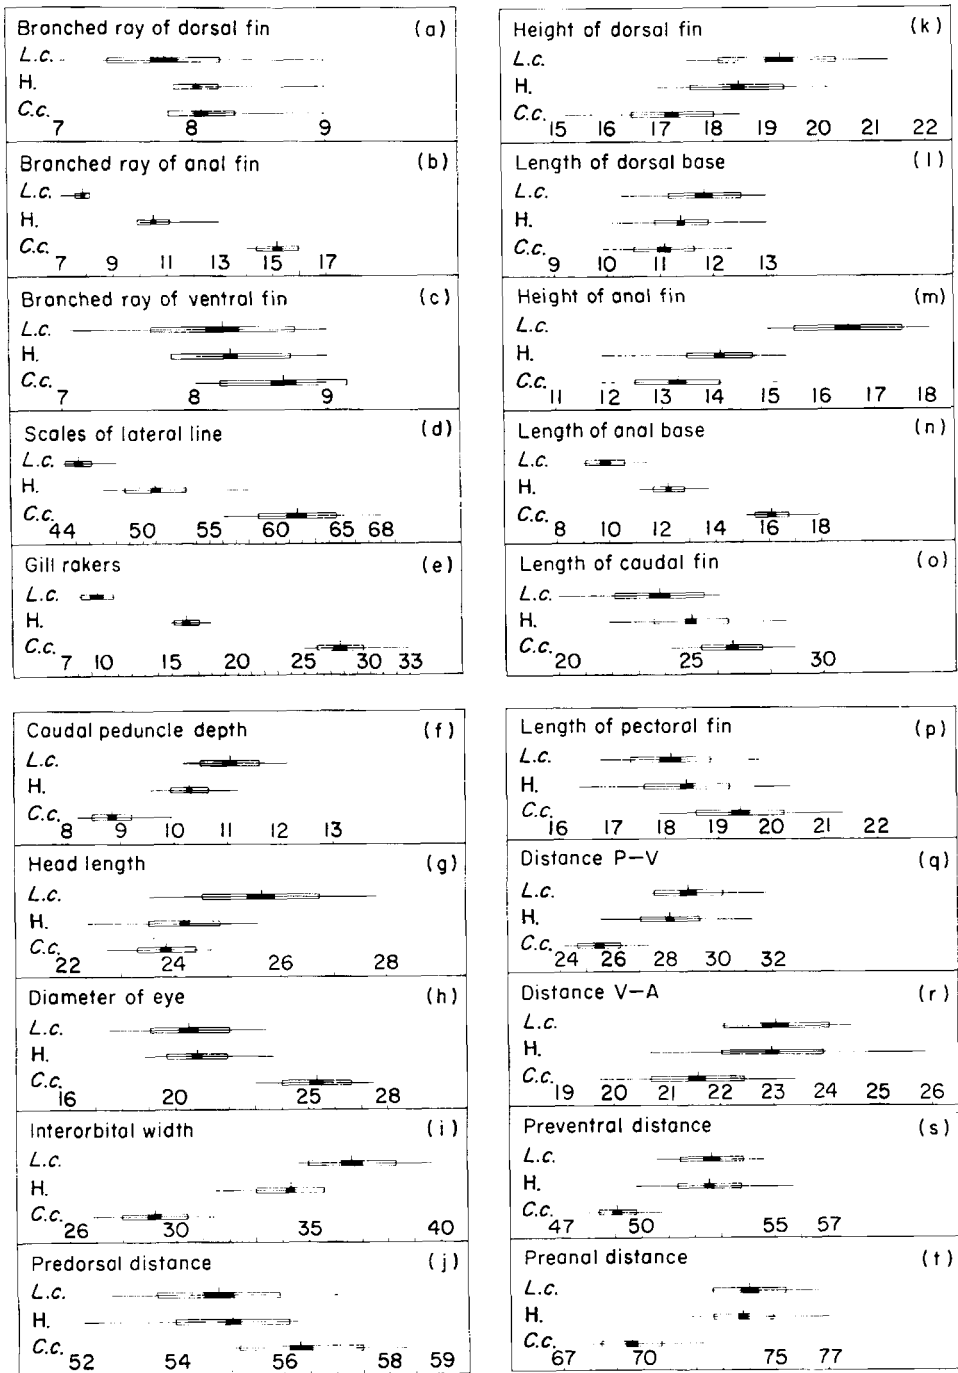 Branched ray of dorsal fin (a)
L.c.
H.
C.c.
7 8 9
Branched ray of anal fin (b)
L.c.
H.
C.c.
7 9 11 13 15 17
Branched ray of ventral fin (c)
L.c.
H.
C.c.
7 8 9
Scales of lateral line (d)
L.c.
H.
C.c.
44 50 55 60 65 68
Gill rakers (e)
L.c.
H.
C.c.
7 10 15 20 25 30 33
Caudal peduncle depth (f)
L.c.
H.
C.c.
8 9 10 11 12 13
Head length (g)
L.c.
H.
C.c.
22 24 26 28
Diameter of eye (h)
L.c.
H.
C.c.
16 20 25 28
Interorbital width (i)
L.c.
H.
C.c.
26 30 35 40
Predorsal distance (j)
L.c.
H.
C.c.
52 54 56 58 59
Height of dorsal fin (k)
L.c.
H.
C.c.
15 16 17 18 19 20 21 22
Length of dorsal base (l)
L.c.
H.
C.c.
9 10 11 12 13
Height of anal fin (m)
L.c.
H.
C.c.
11 12 13 14 15 16 17 18
Length of anal base (n)
L.c.
H.
C.c.
8 10 12 14 16 18
Length of caudal fin (o)
L.c.
H.
C.c.
20 25 30
Length of pectoral fin (p)
L.c.
H.
C.c.
16 17 18 19 20 21 22
Distance P-V (q)
L.c.
H.
C.c.
24 26 28 30 32
Distance V-A (r)
L.c.
H.
C.c.
19 20 21 22 23 24 25 26
Preventral distance (s)
L.c.
H.
C.c.
47 50 55 57
Preanal distance (t)
L.c.
H.
C.c.
67 70 75 77